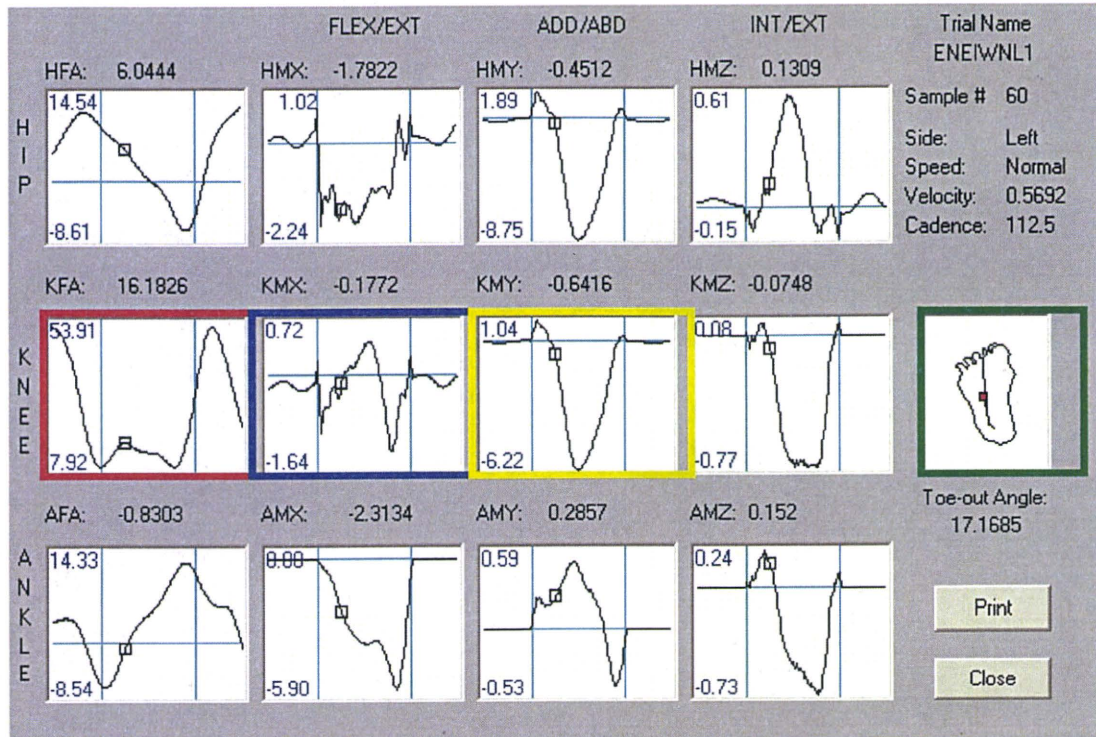 FLEX/EXT ADD/ABD INT/EXT Trial Name
ENEIWNL1
HFA: 6.0444 HMX: -1.7822 HMY: -0.4512 HMZ: 0.1309
Sample # 60
Side: Left
Speed: Normal
Velocity: 0.5692
Cadence: 112.5
HIP
14.54 1.02 1.89 0.61
-8.61 -2.24 -8.75 -0.15
KFA: 16.1826 KMX: -0.1772 KMY: -0.6416 KMZ: -0.0748
KNEE
53.91 0.72 1.04 0.08
7.92 -1.64 -6.22 -0.77
Toe-out Angle:
17.1685
AFA: -0.8303 AMX: -2.3134 AMY: 0.2857 AMZ: 0.152
ANKLE
14.33 0.00 0.59 0.24
-8.54 -5.90 -0.53 -0.73
Print
Close